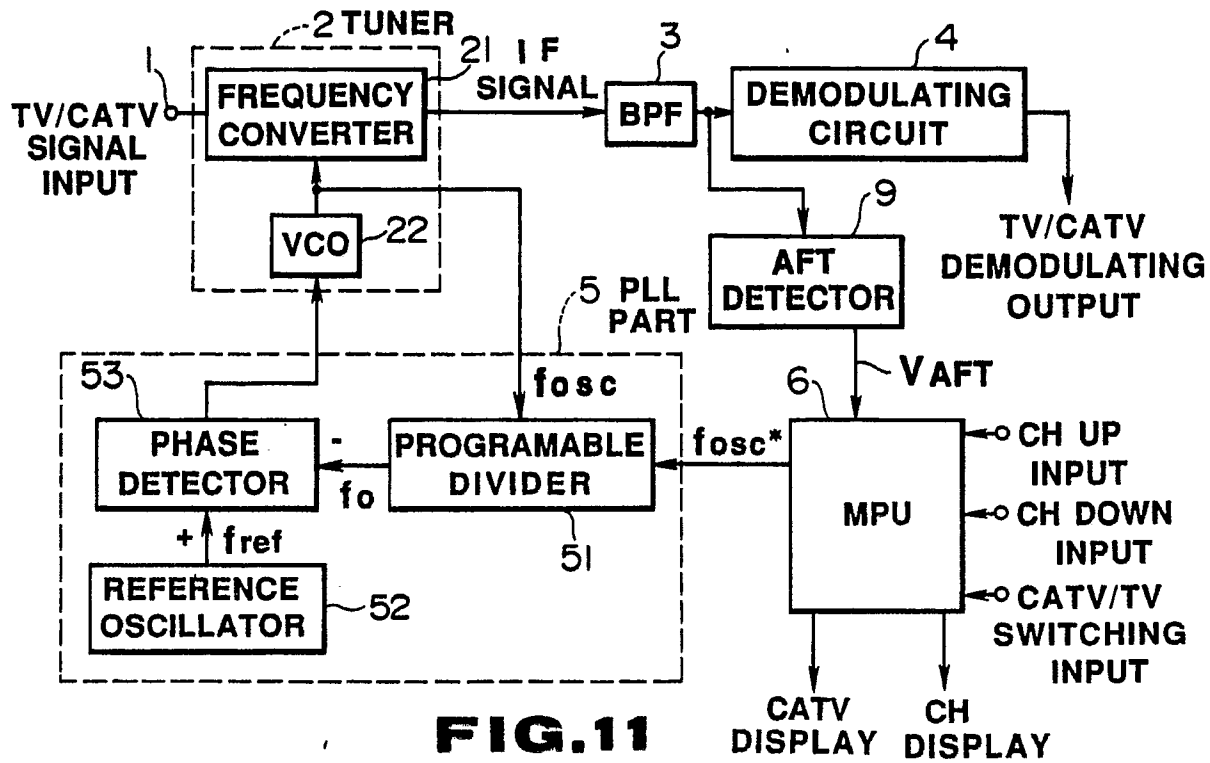 2 TUNER
1
TV/CATV
SIGNAL
INPUT
21
FREQUENCY
CONVERTER
IF
SIGNAL
3
BPF
4
DEMODULATING
CIRCUIT
VCO
22
9
AFT
DETECTOR
TV/CATV
DEMODULATING
OUTPUT
5 PLL
PART
53
PHASE
DETECTOR
fosc
-
fo
PROGRAMABLE
DIVIDER
51
fosc*
VAFT
6
MPU
CH UP
INPUT
CH DOWN
INPUT
CATV/TV
SWITCHING
INPUT
+ fref
REFERENCE
OSCILLATOR
52
CATV
DISPLAY
CH
DISPLAY
FIG.11